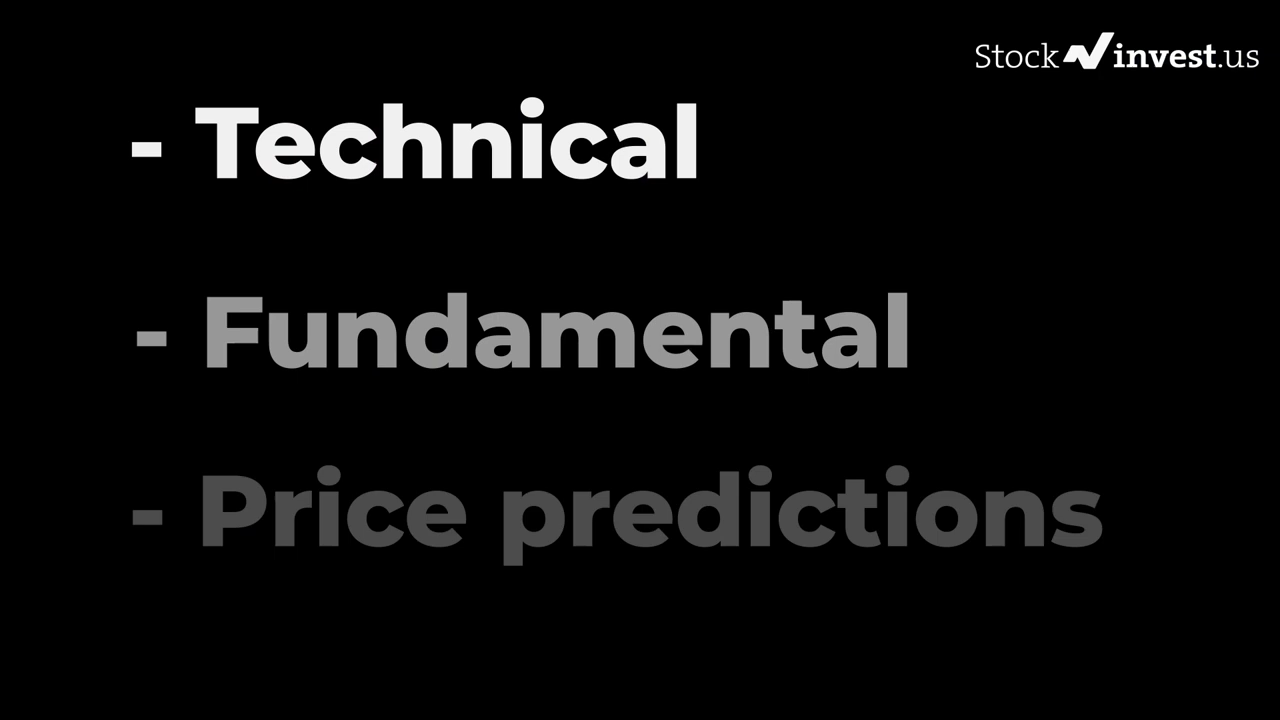 Stock invest.us
- Technical
- Fundamental
- Price predictions